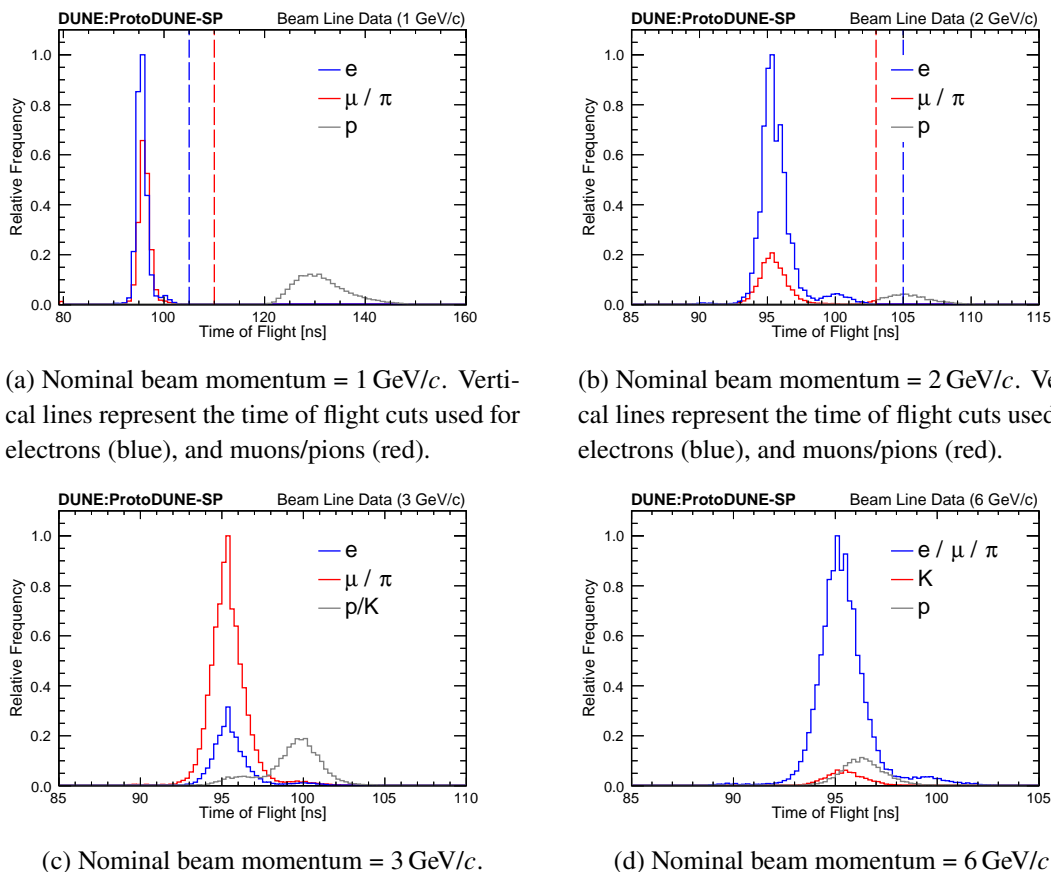 DUNE:ProtoDUNE-SP Beam Line Data (1 GeV/c)
Relative Frequency
1.0
0.8
0.6
0.4
0.2
0.0
e
μ / π
p
80 100 120 140 160
Time of Flight [ns]
DUNE:ProtoDUNE-SP Beam Line Data (2 GeV/c)
Relative Frequency
1.0
0.8
0.6
0.4
0.2
0.0
e
μ / π
p
85 90 95 100 105 110 115
Time of Flight [ns]
(a) Nominal beam momentum = 1 GeV/c. Verti-
cal lines represent the time of flight cuts used for
electrons (blue), and muons/pions (red).
(b) Nominal beam momentum = 2 GeV/c.
cal lines represent the time of flight cuts used
electrons (blue), and muons/pions (red).
DUNE:ProtoDUNE-SP Beam Line Data (3 GeV/c)
Relative Frequency
1.0
0.8
0.6
0.4
0.2
0.0
e
μ / π
p/K
85 90 95 100 105 110
Time of Flight [ns]
DUNE:ProtoDUNE-SP Beam Line Data (6 GeV/c)
Relative Frequency
1.0
0.8
0.6
0.4
0.2
0.0
e / μ / π
K
p
85 90 95 100 105
Time of Flight [ns]
(c) Nominal beam momentum = 3 GeV/c.
(d) Nominal beam momentum = 6 GeV/c